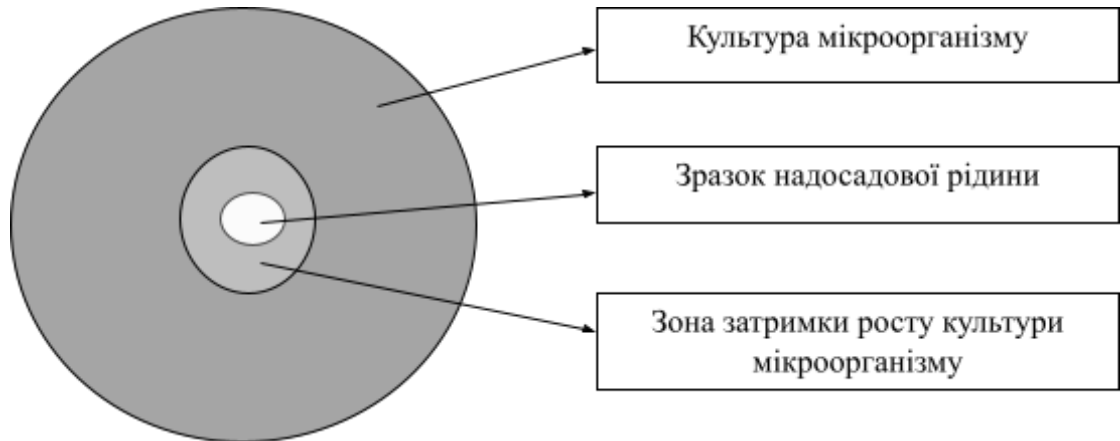 Культура мікроорганізму
Зразок надосадової рідини
Зона затримки росту культури
мікроорганізму